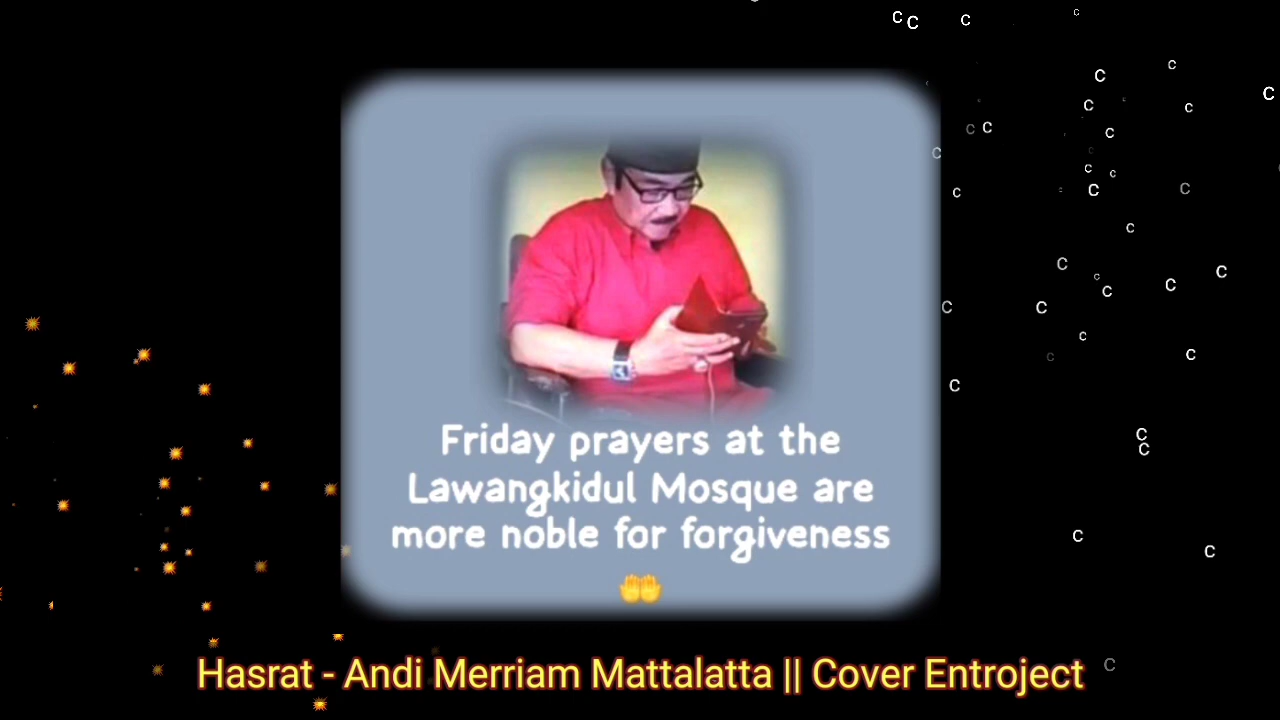 Friday prayers at the
Lawangkidul Mosque are
more noble for forgiveness
🤲
Hasrat - Andi Merriam Mattalatta || Cover Entroject